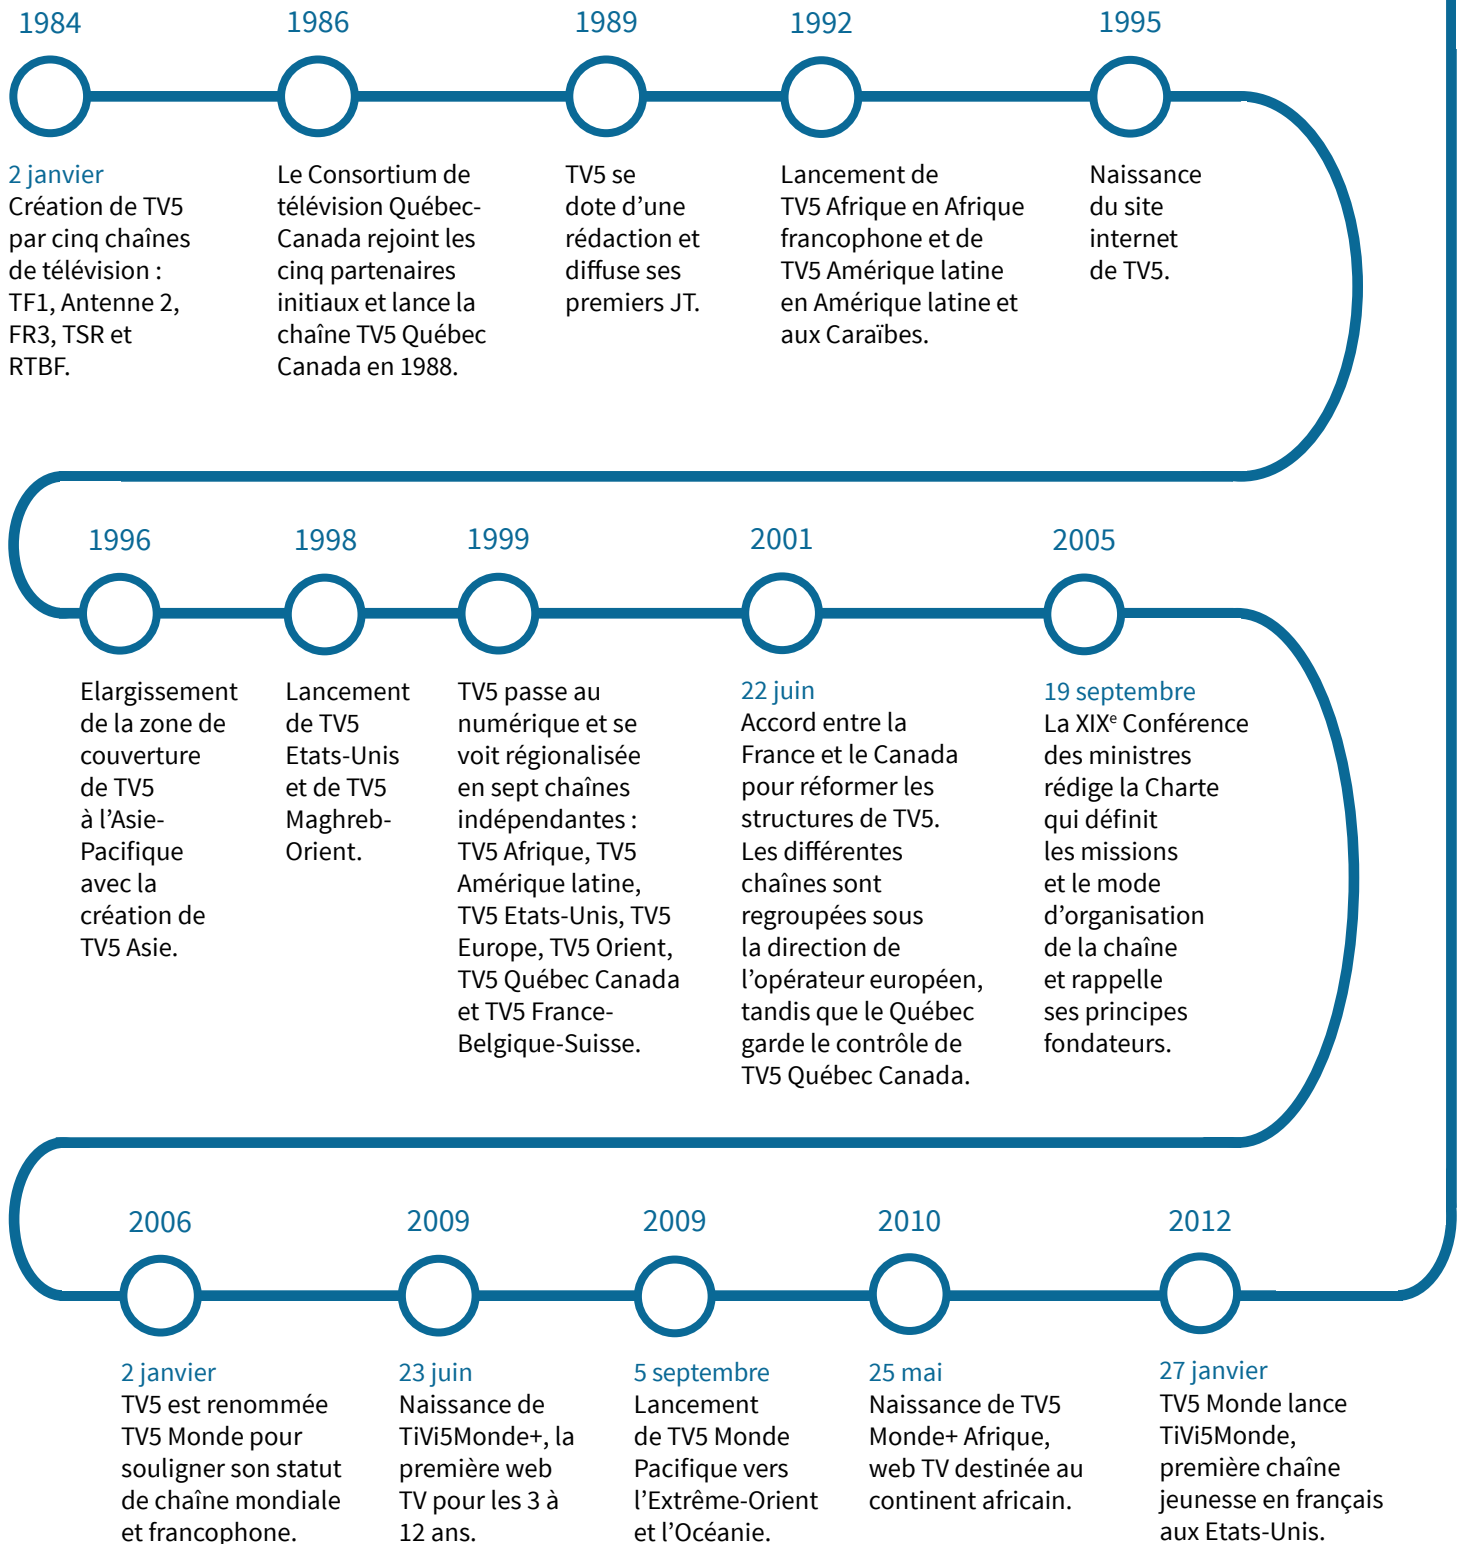 1984
2 janvier
Création de TV5
par cinq chaînes
de télévision :
TF1, Antenne 2,
FR3, TSR et
RTBF.
1986
Le Consortium de
télévision Québec-
Canada rejoint les
cinq partenaires
initiaux et lance la
chaîne TV5 Québec
Canada en 1988.
1989
TV5 se
dote d’une
rédaction et
diffuse ses
premiers JT.
1992
Lancement de
TV5 Afrique en Afrique
francophone et de
TV5 Amérique latine
en Amérique latine et
aux Caraïbes.
1995
Naissance
du site
internet
de TV5.
1996
Elargissement
de la zone de
couverture
de TV5
à l’Asie-
Pacifique
avec la
création de
TV5 Asie.
1998
Lancement
de TV5
Etats-Unis
et de TV5
Maghreb-
Orient.
1999
TV5 passe au
numérique et se
voit régionalisée
en sept chaînes
indépendantes :
TV5 Afrique, TV5
Amérique latine,
TV5 Etats-Unis, TV5
Europe, TV5 Orient,
TV5 Québec Canada
et TV5 France-
Belgique-Suisse.
2001
22 juin
Accord entre la
France et le Canada
pour réformer les
structures de TV5.
Les différentes
chaînes sont
regroupées sous
la direction de
l’opérateur européen,
tandis que le Québec
garde le contrôle de
TV5 Québec Canada.
2005
19 septembre
La XIXe Conférence
des ministres
rédige la Charte
qui définit
les missions
et le mode
d’organisation
de la chaîne
et rappelle
ses principes
fondateurs.
2006
2 janvier
TV5 est renommée
TV5 Monde pour
souligner son statut
de chaîne mondiale
et francophone.
2009
23 juin
Naissance de
TiVi5Monde+, la
première web
TV pour les 3 à
12 ans.
2009
5 septembre
Lancement
de TV5 Monde
Pacifique vers
l’Extrême-Orient
et l’Océanie.
2010
25 mai
Naissance de TV5
Monde+ Afrique,
web TV destinée au
continent africain.
2012
27 janvier
TV5 Monde lance
TiVi5Monde,
première chaîne
jeunesse en français
aux Etats-Unis.